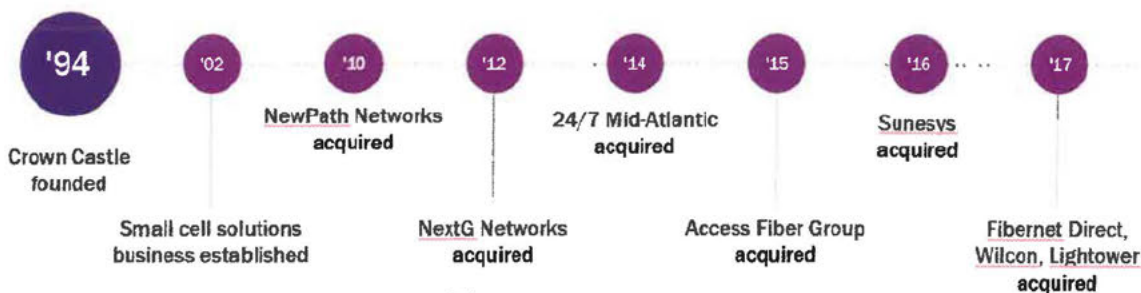 '94
'02
'10
'12
'14
'15
'16
'17
Crown Castle
founded
Small cell solutions
business established
NewPath Networks
acquired
NextG Networks
acquired
24/7 Mid-Atlantic
acquired
Access Fiber Group
acquired
Sunesys
acquired
Fibernet Direct,
Wilcon, Lightower
acquired